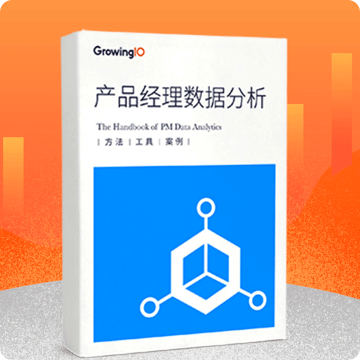 GrowingIO
产品经理数据分析
The Handbook of PM Data Analytics
| 方法 | 工具 | 案例 |